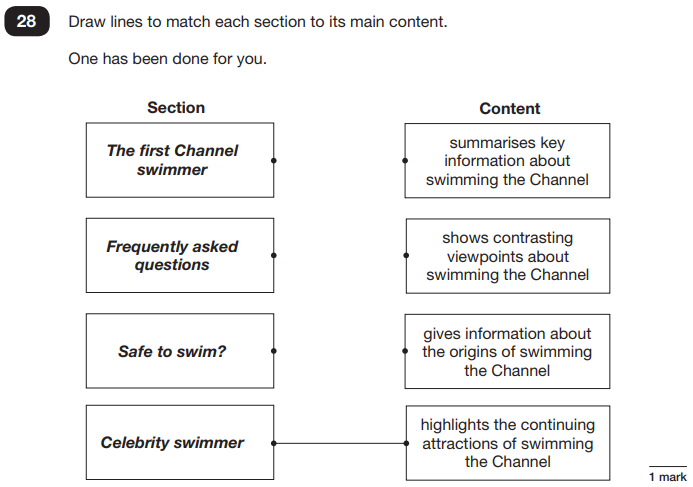 28 Draw lines to match each section to its main content.
One has been done for you.
Section
Content
The first Channel
swimmer
summarises key
information about
swimming the Channel
Frequently asked
questions
shows contrasting
viewpoints about
swimming the Channel
Safe to swim?
gives information about
the origins of swimming
the Channel
Celebrity swimmer
highlights the continuing
attractions of swimming
the Channel
1 mark